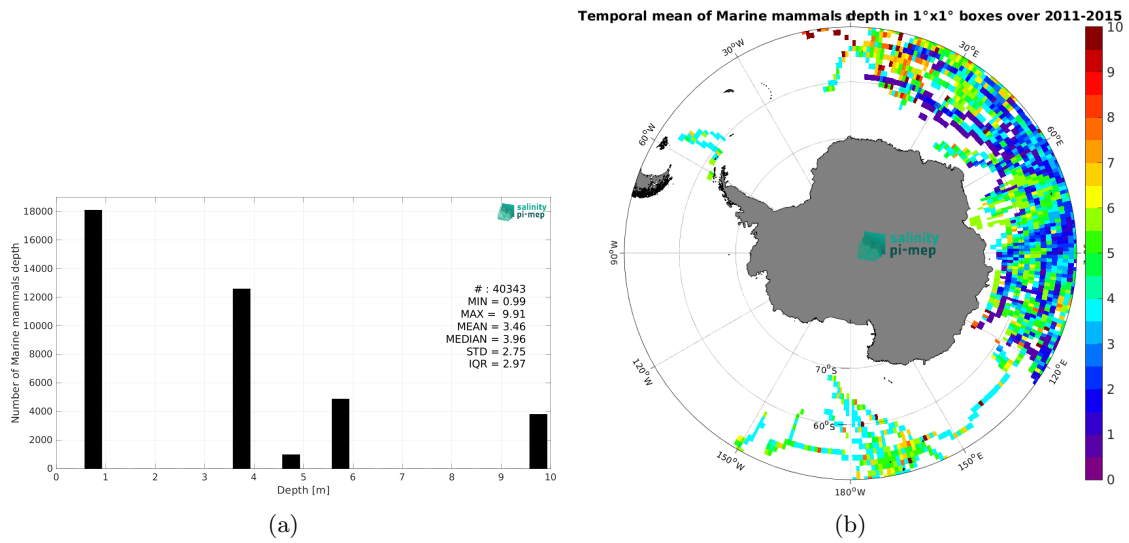 Temporal mean of Marine mammals depth in 1°x1° boxes over 2011-2015
salinity
pi-mep
# : 40343
MIN = 0.99
MAX = 9.91
MEAN = 3.46
MEDIAN = 3.96
STD = 2.75
IQR = 2.97
Number of Marine mammals depth
18000
16000
14000
12000
10000
8000
6000
4000
2000
0
0 1 2 3 4 5 6 7 8 9 10
Depth [m]
(a)
30°W
30°E
60°W
60°E
90°W
salinity
pi-mep
120°W
120°E
70°S
60°S
150°W
150°E
180°W
10
9
8
7
6
5
4
3
2
1
0
(b)